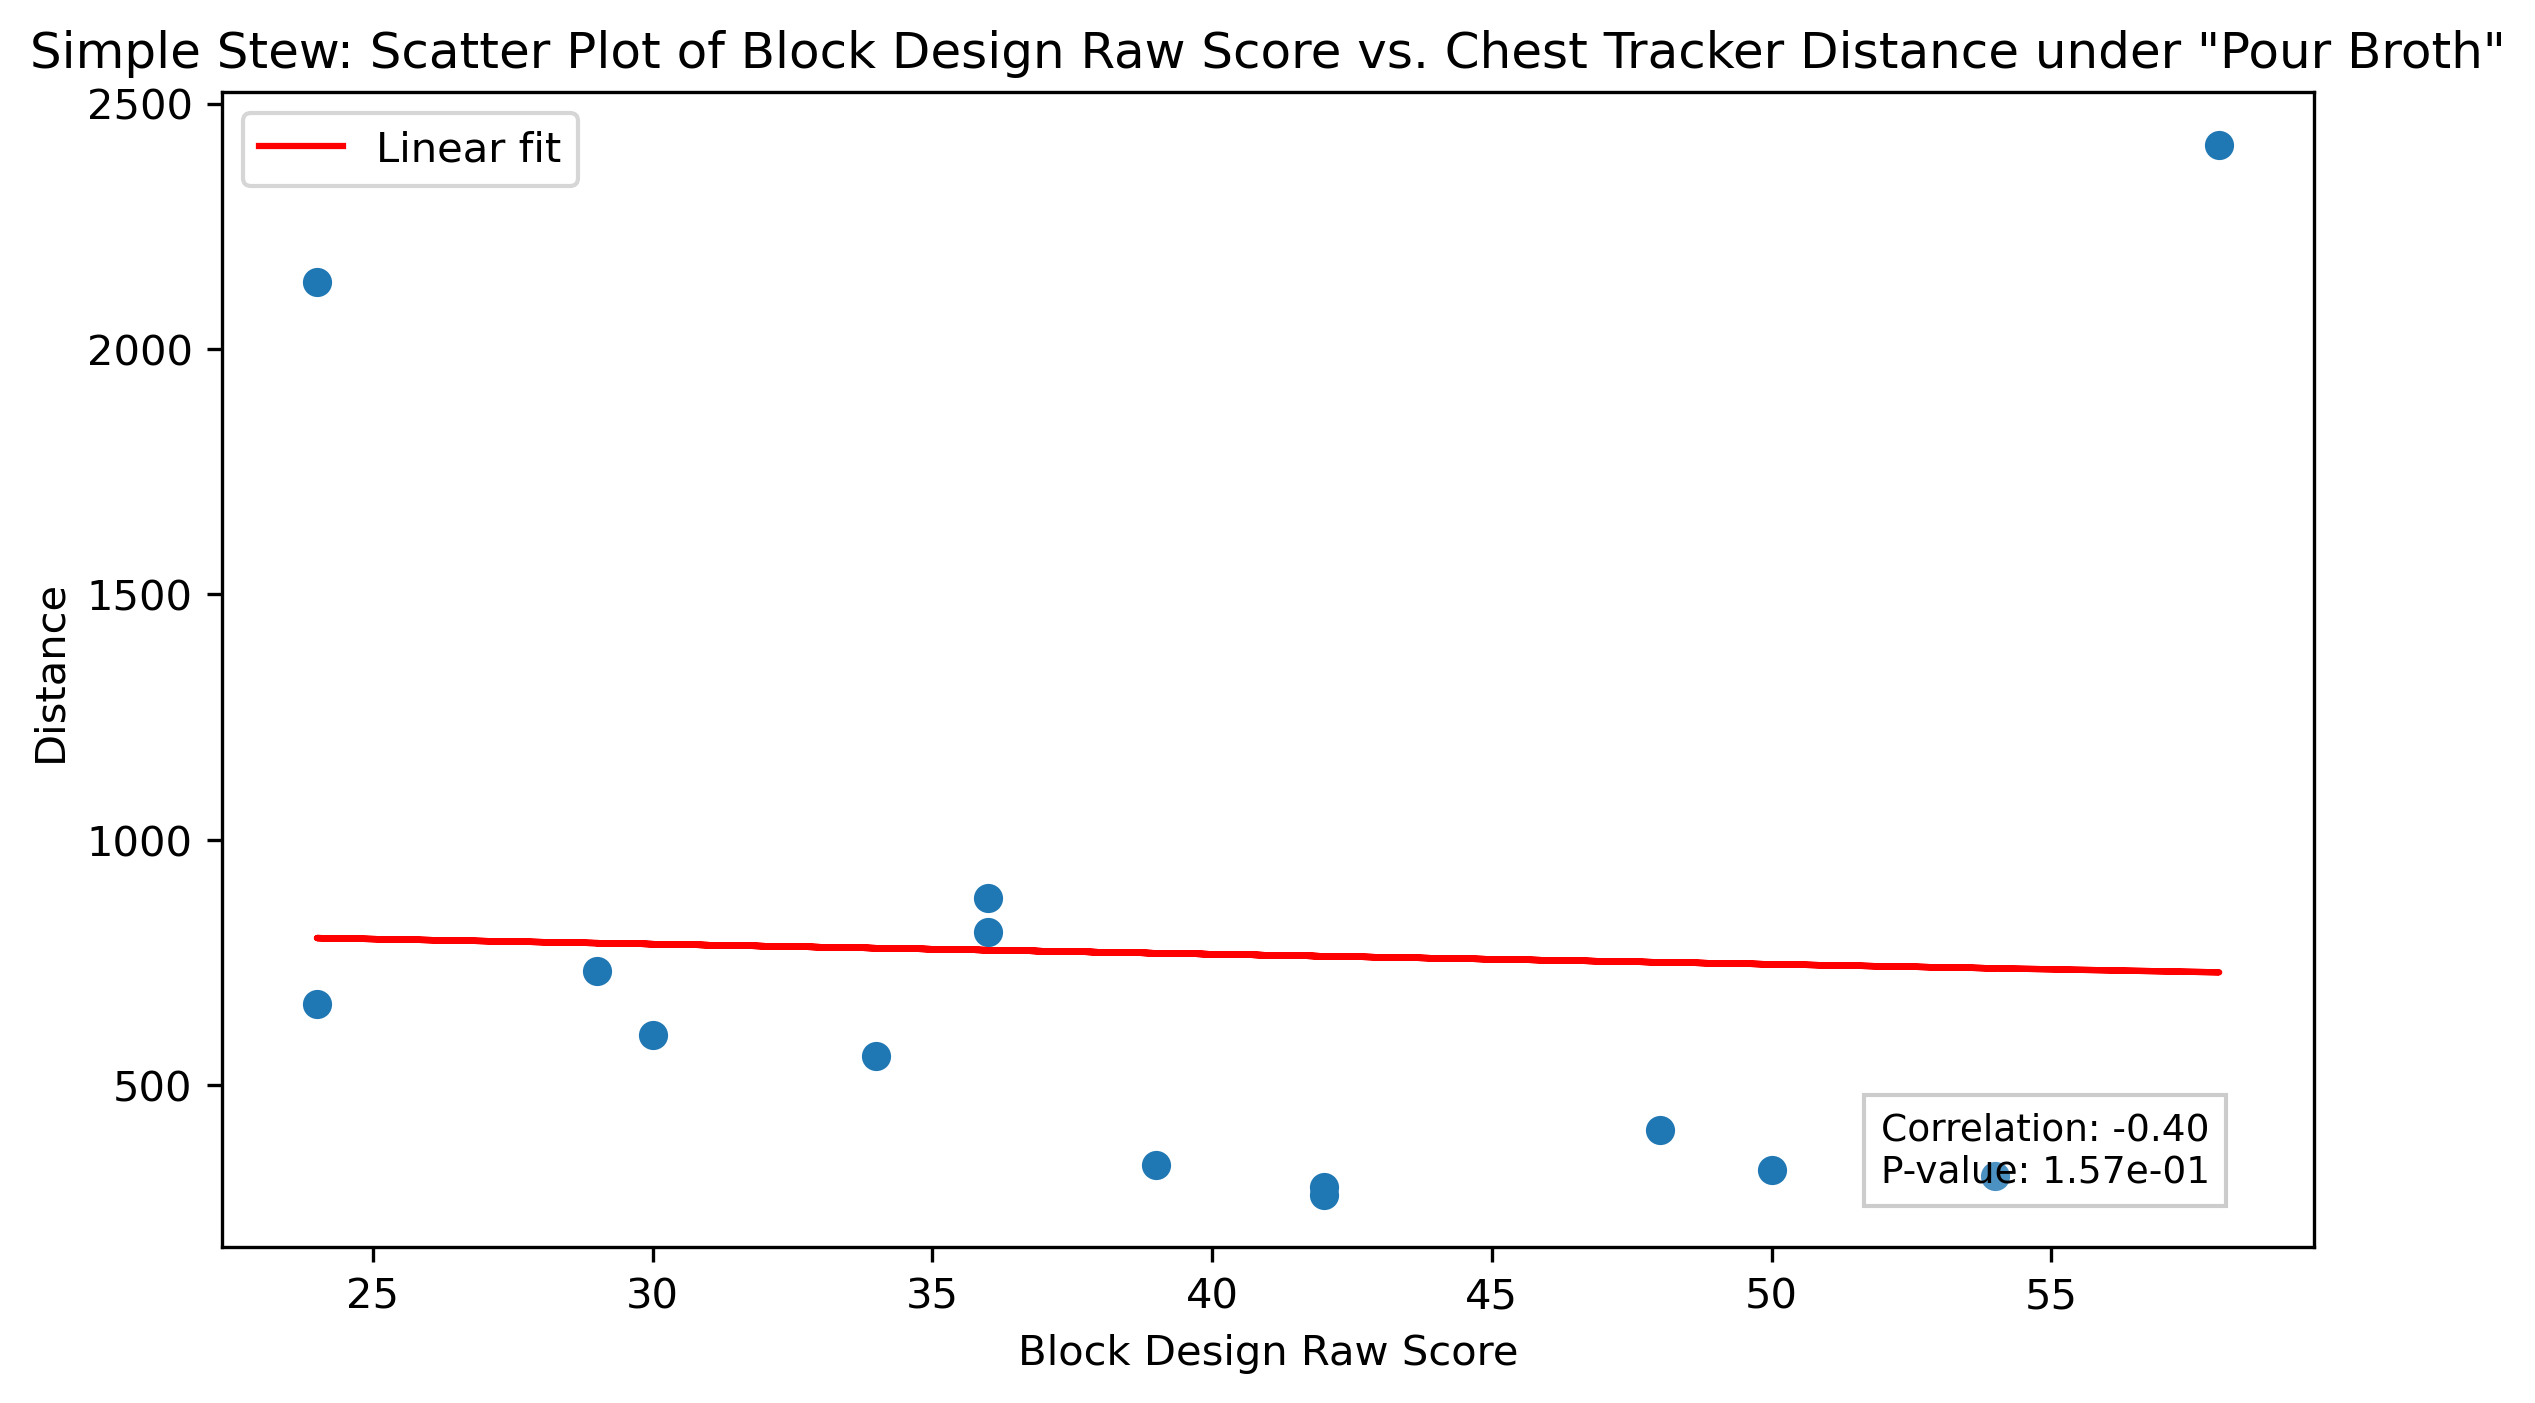 Simple Stew: Scatter Plot of Block Design Raw Score vs. Chest Tracker Distance under "Pour Broth"
Linear fit
2500
2000
1500
1000
500
Distance
Correlation: -0.40
P-value: 1.57e-01
25 30 35 40 45 50 55
Block Design Raw Score